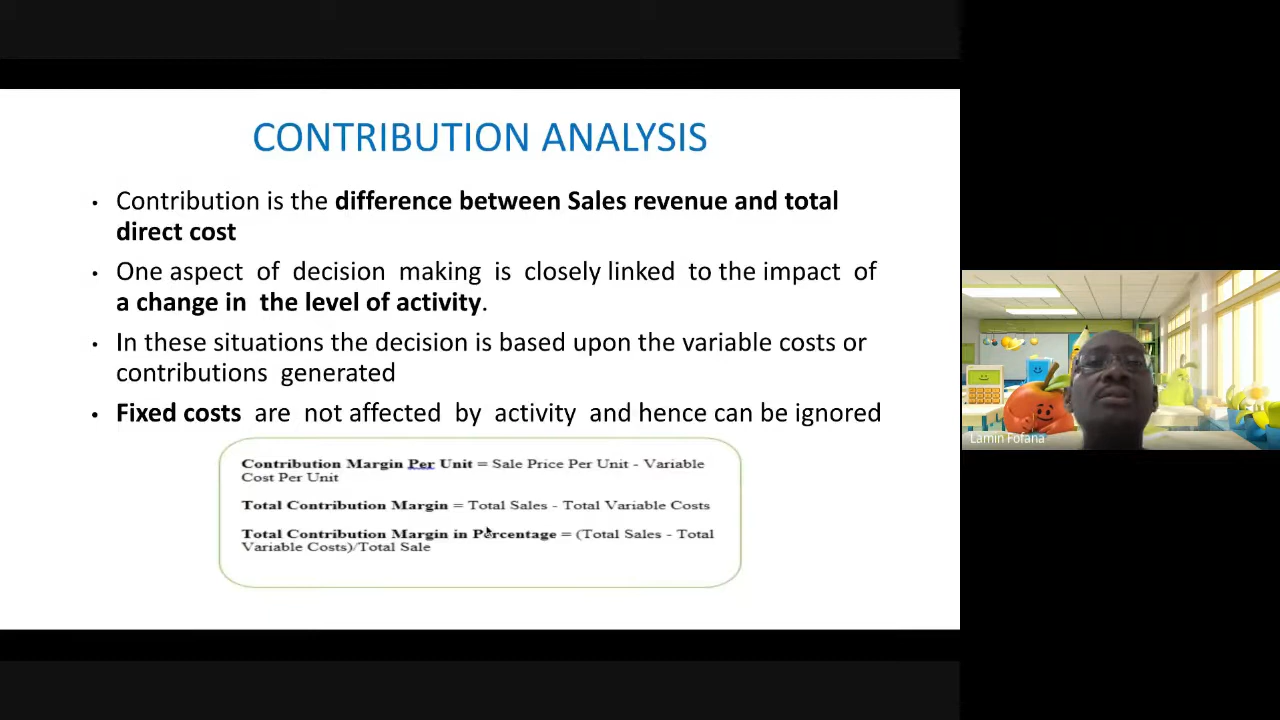 CONTRIBUTION ANALYSIS
• Contribution is the difference between Sales revenue and total
direct cost
• One aspect of decision making is closely linked to the impact of
a change in the level of activity.
• In these situations the decision is based upon the variable costs or
contributions generated
• Fixed costs are not affected by activity and hence can be ignored
Contribution Margin Per Unit = Sale Price Per Unit - Variable
Cost Per Unit
Total Contribution Margin = Total Sales - Total Variable Costs
Total Contribution Margin in Percentage = (Total Sales - Total
Variable Costs)/Total Sale
Lamin Fofana